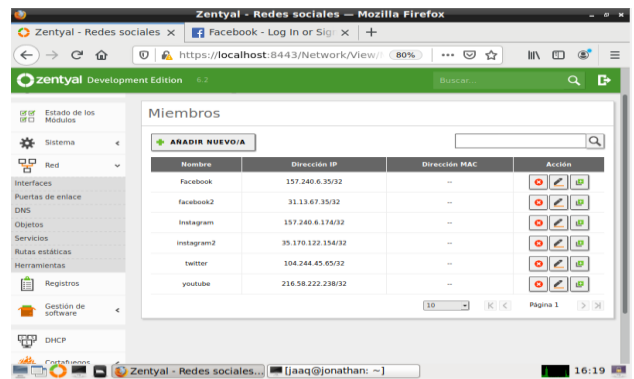 Zentyal - Redes sociales — Mozilla Firefox
Zentyal - Redes sociales ×
Facebook - Log In or Sig ×
https://localhost:8443/Network/View/
80%
zentyal Development Edition 6.2
Buscar...
Estado de los
Módulos
Sistema
Red
Interfaces
Puertas de enlace
DNS
Objetos
Servicios
Rutas estáticas
Herramientas
Registros
Gestión de
software
DHCP
Cortafuegos
Miembros
AÑADIR NUEVO/A
Nombre Dirección IP Dirección MAC Acción
Facebook 157.240.6.35/32 --
facebook2 31.13.67.35/32 --
Instagram 157.240.6.174/32 --
instagram2 35.170.122.154/32 --
twitter 104.244.45.65/32 --
youtube 216.58.222.238/32 --
10 Página 1
Zentyal - Redes sociales...
[jaaq@jonathan: ~]
16:19